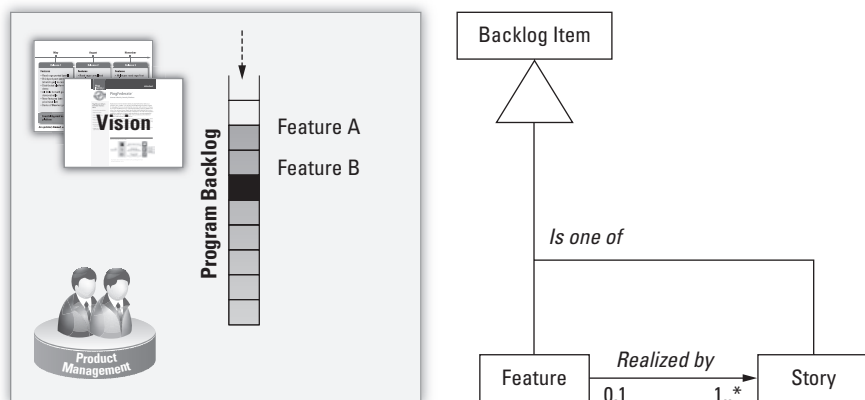 Vision
Program Backlog
Feature A
Feature B
Product
Management
Backlog Item
Is one of
Feature
Realized by
0,1
1..*
Story